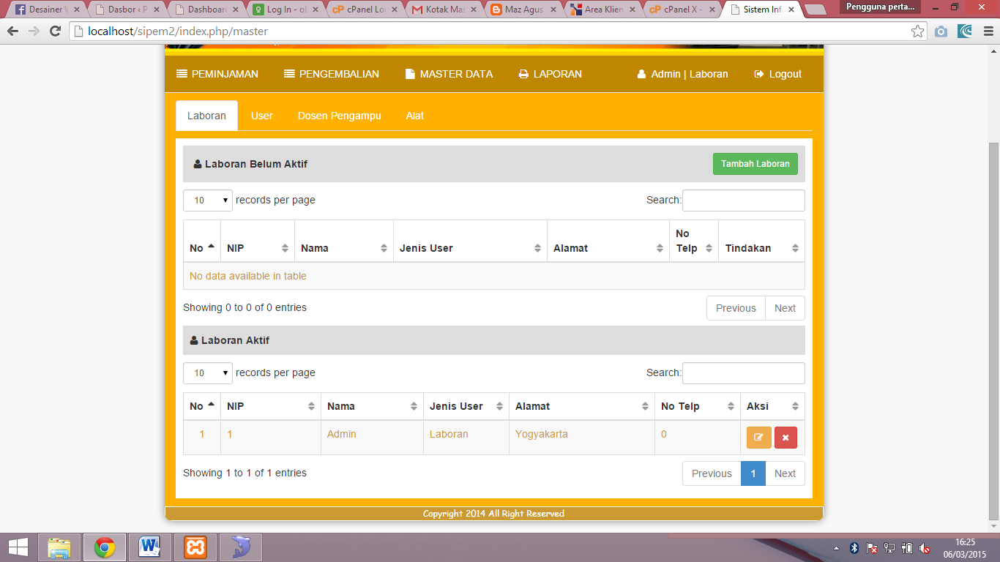 Desainer W
Dasbor ‹ P
Dashboar
Log In - ol
cPanel Lo
Kotak Mas
Maz Agus
Area Klien
cPanel X -
Sistem Inf
Pengguna perta...
localhost/sipem2/index.php/master
PEMINJAMAN
PENGEMBALIAN
MASTER DATA
LAPORAN
Admin | Laboran
Logout
Laboran
User
Dosen Pengampu
Alat
Laboran Belum Aktif
Tambah Laboran
10 records per page
Search:
No NIP Nama Jenis User Alamat No Telp Tindakan
No data available in table
Showing 0 to 0 of 0 entries
Previous Next
Laboran Aktif
10 records per page
Search:
No NIP Nama Jenis User Alamat No Telp Aksi
1 1 Admin Laboran Yogyakarta 0
Showing 1 to 1 of 1 entries
Previous 1 Next
Copyright 2014 All Right Reserved
16:25
06/03/2015